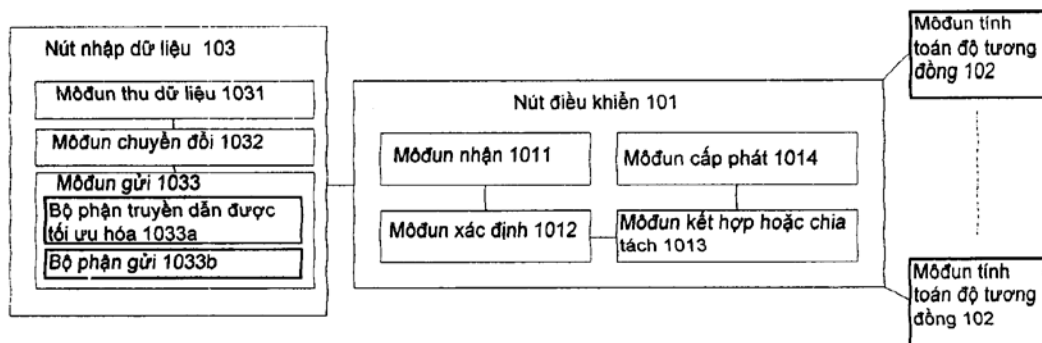 Nút nhập dữ liệu 103
Môđun thu dữ liệu 1031
Môđun chuyển đổi 1032
Môđun gửi 1033
Bộ phận truyền dẫn được
tối ưu hóa 1033a
Bộ phận gửi 1033b
Nút điều khiển 101
Môđun nhận 1011
Môđun cấp phát 1014
Môđun xác định 1012
Môđun kết hợp hoặc chia
tách 1013
Môđun tính
toán độ tương
đồng 102
Môđun tính
toán độ tương
đồng 102